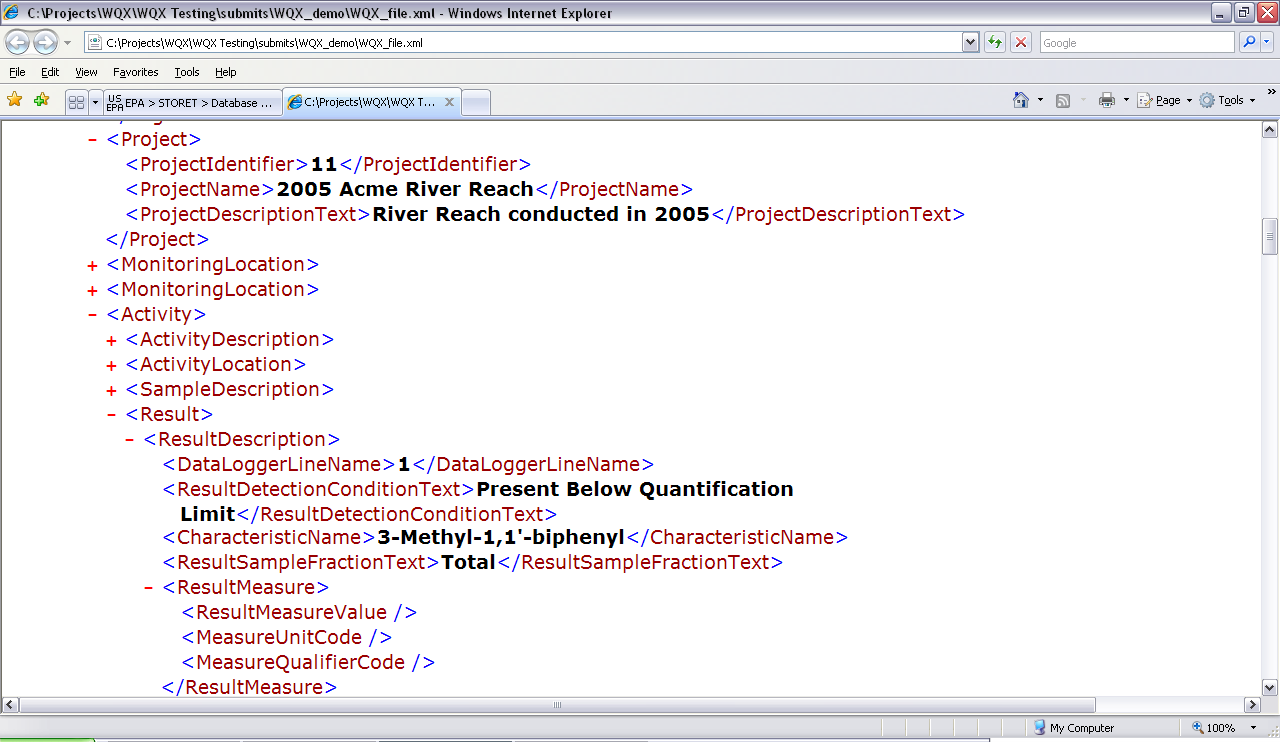 C:\Projects\WQX\WQX Testing\submits\WQX_demo\WQX_file.xml - Windows Internet Explorer
C:\Projects\WQX\WQX Testing\submits\WQX_demo\WQX_file.xml
Google
File Edit View Favorites Tools Help
US EPA EPA > STORET > Database ...
C:\Projects\WQX\WQX T...
Page
Tools
»
- <Project>
<ProjectIdentifier>11</ProjectIdentifier>
<ProjectName>2005 Acme River Reach</ProjectName>
<ProjectDescriptionText>River Reach conducted in 2005</ProjectDescriptionText>
</Project>
+ <MonitoringLocation>
+ <MonitoringLocation>
- <Activity>
+ <ActivityDescription>
+ <ActivityLocation>
+ <SampleDescription>
- <Result>
- <ResultDescription>
<DataLoggerLineName>1</DataLoggerLineName>
<ResultDetectionConditionText>Present Below Quantification
Limit</ResultDetectionConditionText>
<CharacteristicName>3-Methyl-1,1'-biphenyl</CharacteristicName>
<ResultSampleFractionText>Total</ResultSampleFractionText>
- <ResultMeasure>
<ResultMeasureValue />
<MeasureUnitCode />
<MeasureQualifierCode />
</ResultMeasure>
My Computer
100%